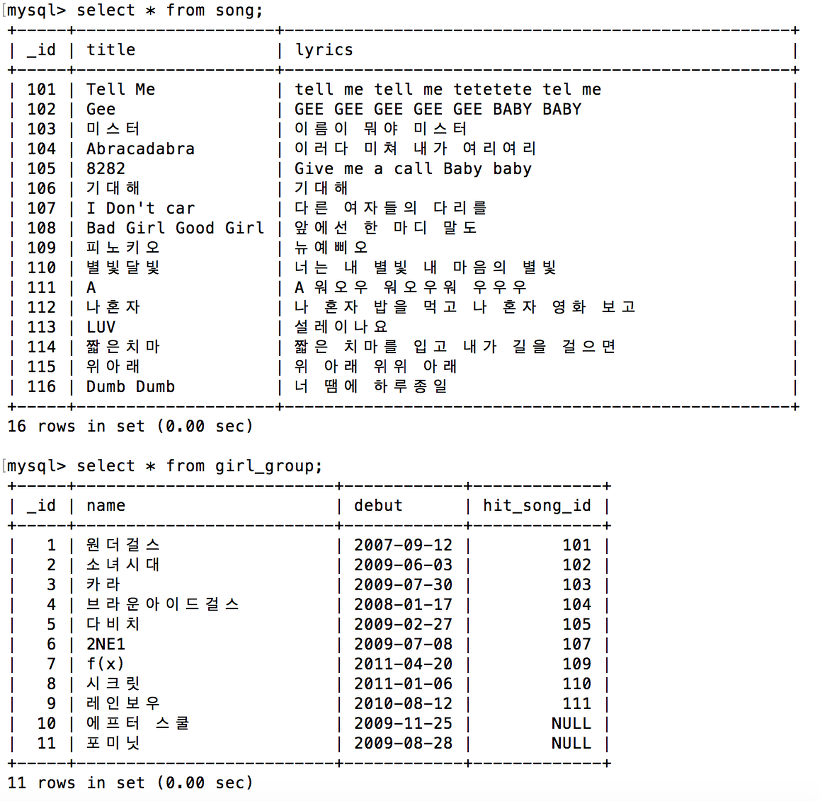 mysql> select * from song;
+-----+---------------------+----------------------------------------------------+
| _id | title | lyrics |
+-----+---------------------+----------------------------------------------------+
| 101 | Tell Me | tell me tell me tetetete tel me |
| 102 | Gee | GEE GEE GEE GEE GEE BABY BABY |
| 103 | 미스터 | 이름이 뭐야 미스터 |
| 104 | Abracadabra | 이러다 미쳐 내가 여리여리 |
| 105 | 8282 | Give me a call Baby baby |
| 106 | 기대해 | 기대해 |
| 107 | I Don't car | 다른 여자들의 다리를 |
| 108 | Bad Girl Good Girl | 앞에선 한 마디 말도 |
| 109 | 피노키오 | 뉴예삐오 |
| 110 | 별빛달빛 | 너는 내 별빛 내 마음의 별빛 |
| 111 | A | A 워오우 워오우워 우우우 |
| 112 | 나혼자 | 나 혼자 밥을 먹고 나 혼자 영화 보고 |
| 113 | LUV | 설레이나요 |
| 114 | 짧은치마 | 짧은 치마를 입고 내가 길을 걸으면 |
| 115 | 위아래 | 위 아래 위위 아래 |
| 116 | Dumb Dumb | 너 땜에 하루종일 |
+-----+---------------------+----------------------------------------------------+
16 rows in set (0.00 sec)
mysql> select * from girl_group;
+-----+--------------------------+------------+-------------+
| _id | name | debut | hit_song_id |
+-----+--------------------------+------------+-------------+
| 1 | 원더걸스 | 2007-09-12 | 101 |
| 2 | 소녀시대 | 2009-06-03 | 102 |
| 3 | 카라 | 2009-07-30 | 103 |
| 4 | 브라운아이드걸스 | 2008-01-17 | 104 |
| 5 | 다비치 | 2009-02-27 | 105 |
| 6 | 2NE1 | 2009-07-08 | 107 |
| 7 | f(x) | 2011-04-20 | 109 |
| 8 | 시크릿 | 2011-01-06 | 110 |
| 9 | 레인보우 | 2010-08-12 | 111 |
| 10 | 에프터 스쿨 | 2009-11-25 | NULL |
| 11 | 포미닛 | 2009-08-28 | NULL |
+-----+--------------------------+------------+-------------+
11 rows in set (0.00 sec)